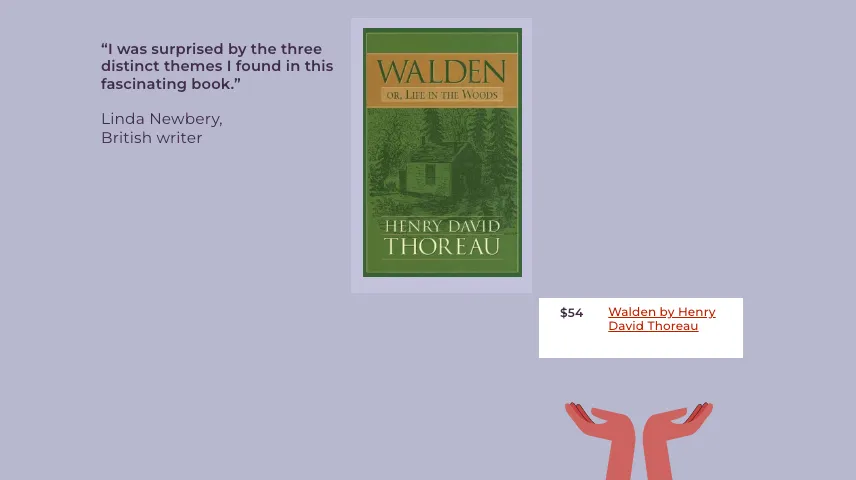 “I was surprised by the three
distinct themes I found in this
fascinating book.”
Linda Newbery,
British writer
WALDEN
OR, LIFE IN THE WOODS
HENRY DAVID
THOREAU
$54
Walden by Henry
David Thoreau